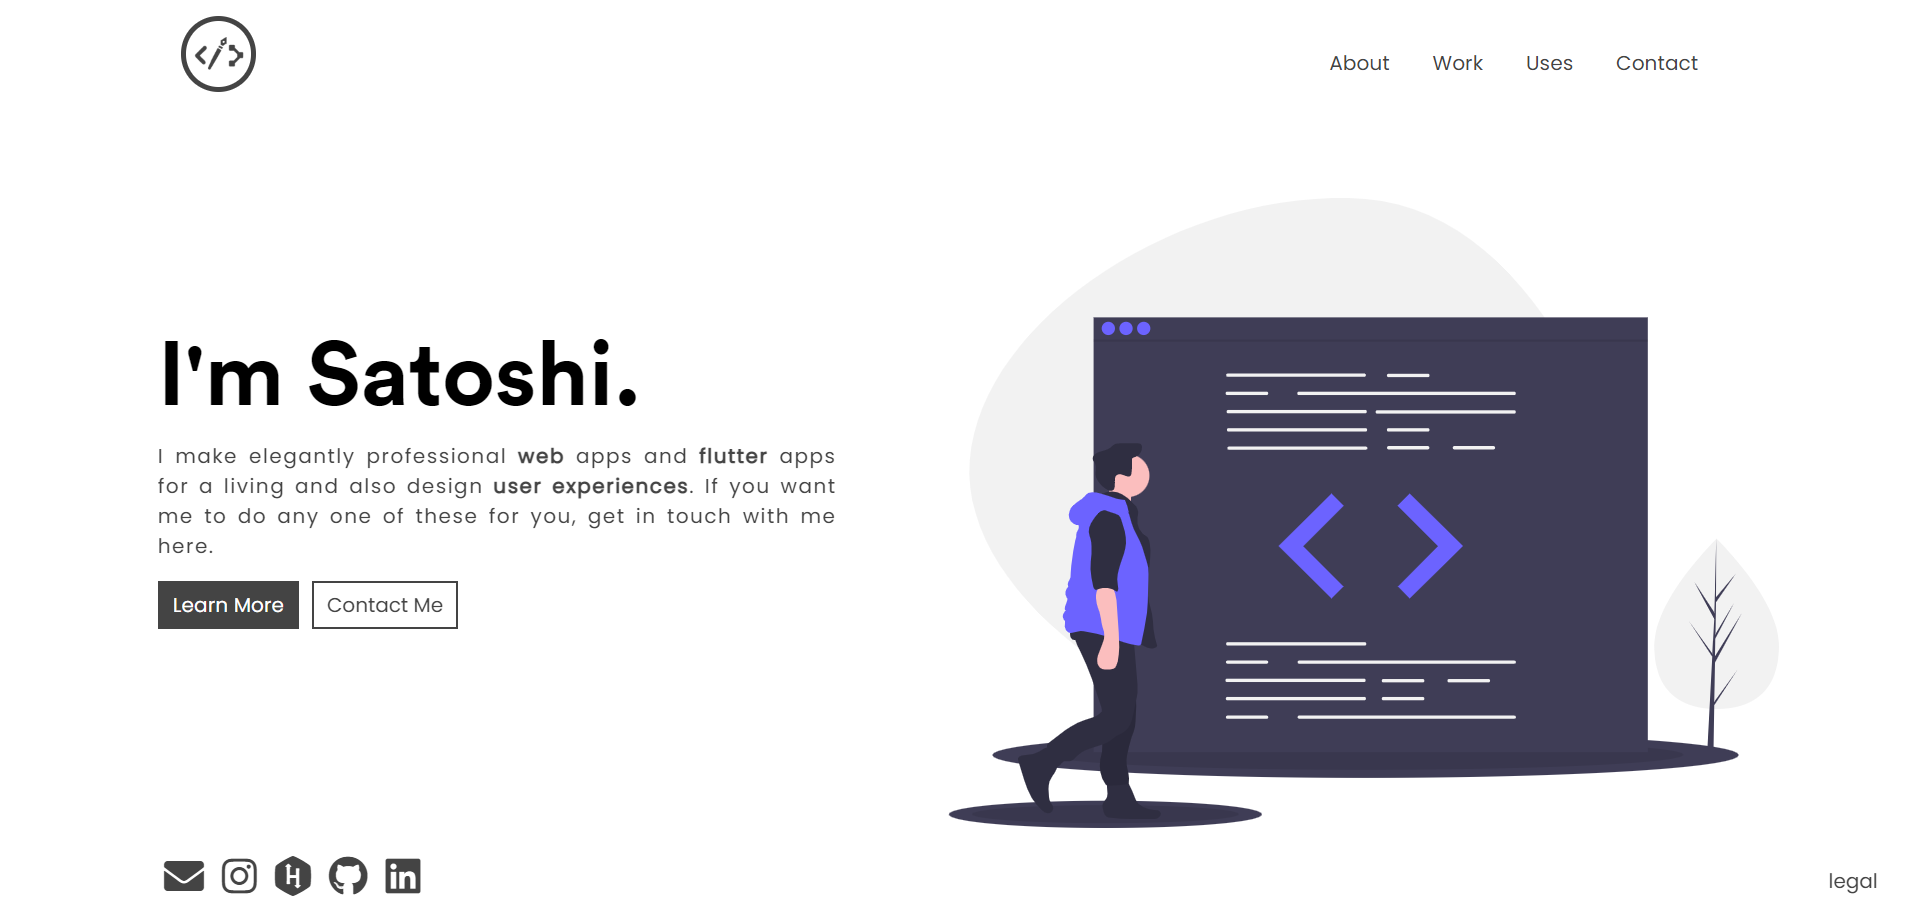 About Work Uses Contact
I'm Satoshi.
I make elegantly professional web apps and flutter apps
for a living and also design user experiences. If you want
me to do any one of these for you, get in touch with me
here.
Learn More Contact Me
legal